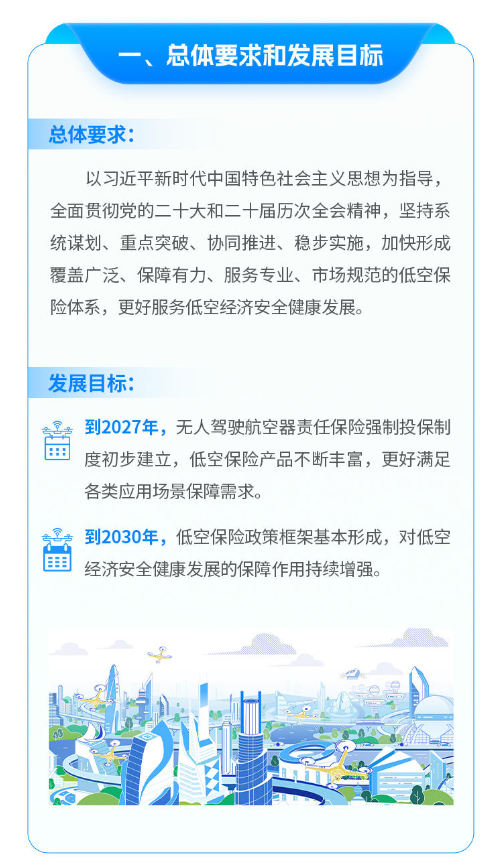 一、总体要求和发展目标
总体要求：
以习近平新时代中国特色社会主义思想为指导，
全面贯彻党的二十大和二十届历次全会精神，坚持系
统谋划、重点突破、协同推进、稳步实施，加快形成
覆盖广泛、保障有力、服务专业、市场规范的低空保
险体系，更好服务低空经济安全健康发展。
发展目标：
到2027年，无人驾驶航空器责任保险强制投保制
度初步建立，低空保险产品不断丰富，更好满足
各类应用场景保障需求。
到2030年，低空保险政策框架基本形成，对低空
经济安全健康发展的保障作用持续增强。